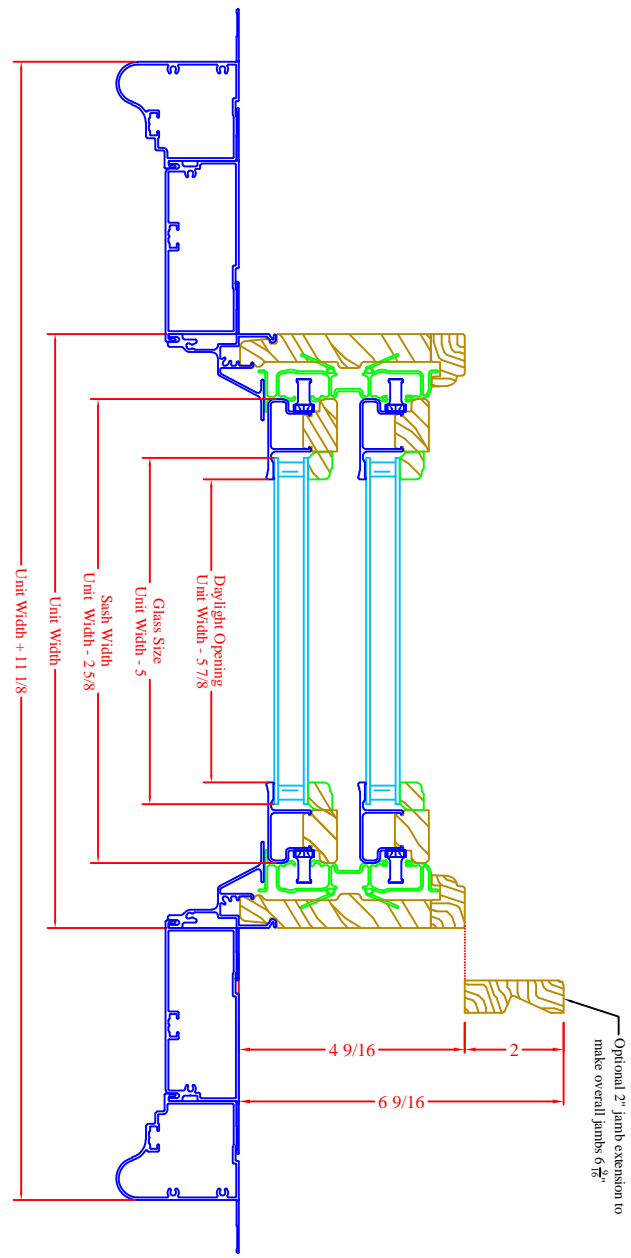 Optional 2" jamb extension to
make overall jambs 6 9/16"
4 9/16
2
6 9/16
Daylight Opening
Unit Width - 5 7/8
Glass Size
Unit Width - 5
Sash Width
Unit  Width - 2 5/8
Unit Width
Unit Width + 11 1/8